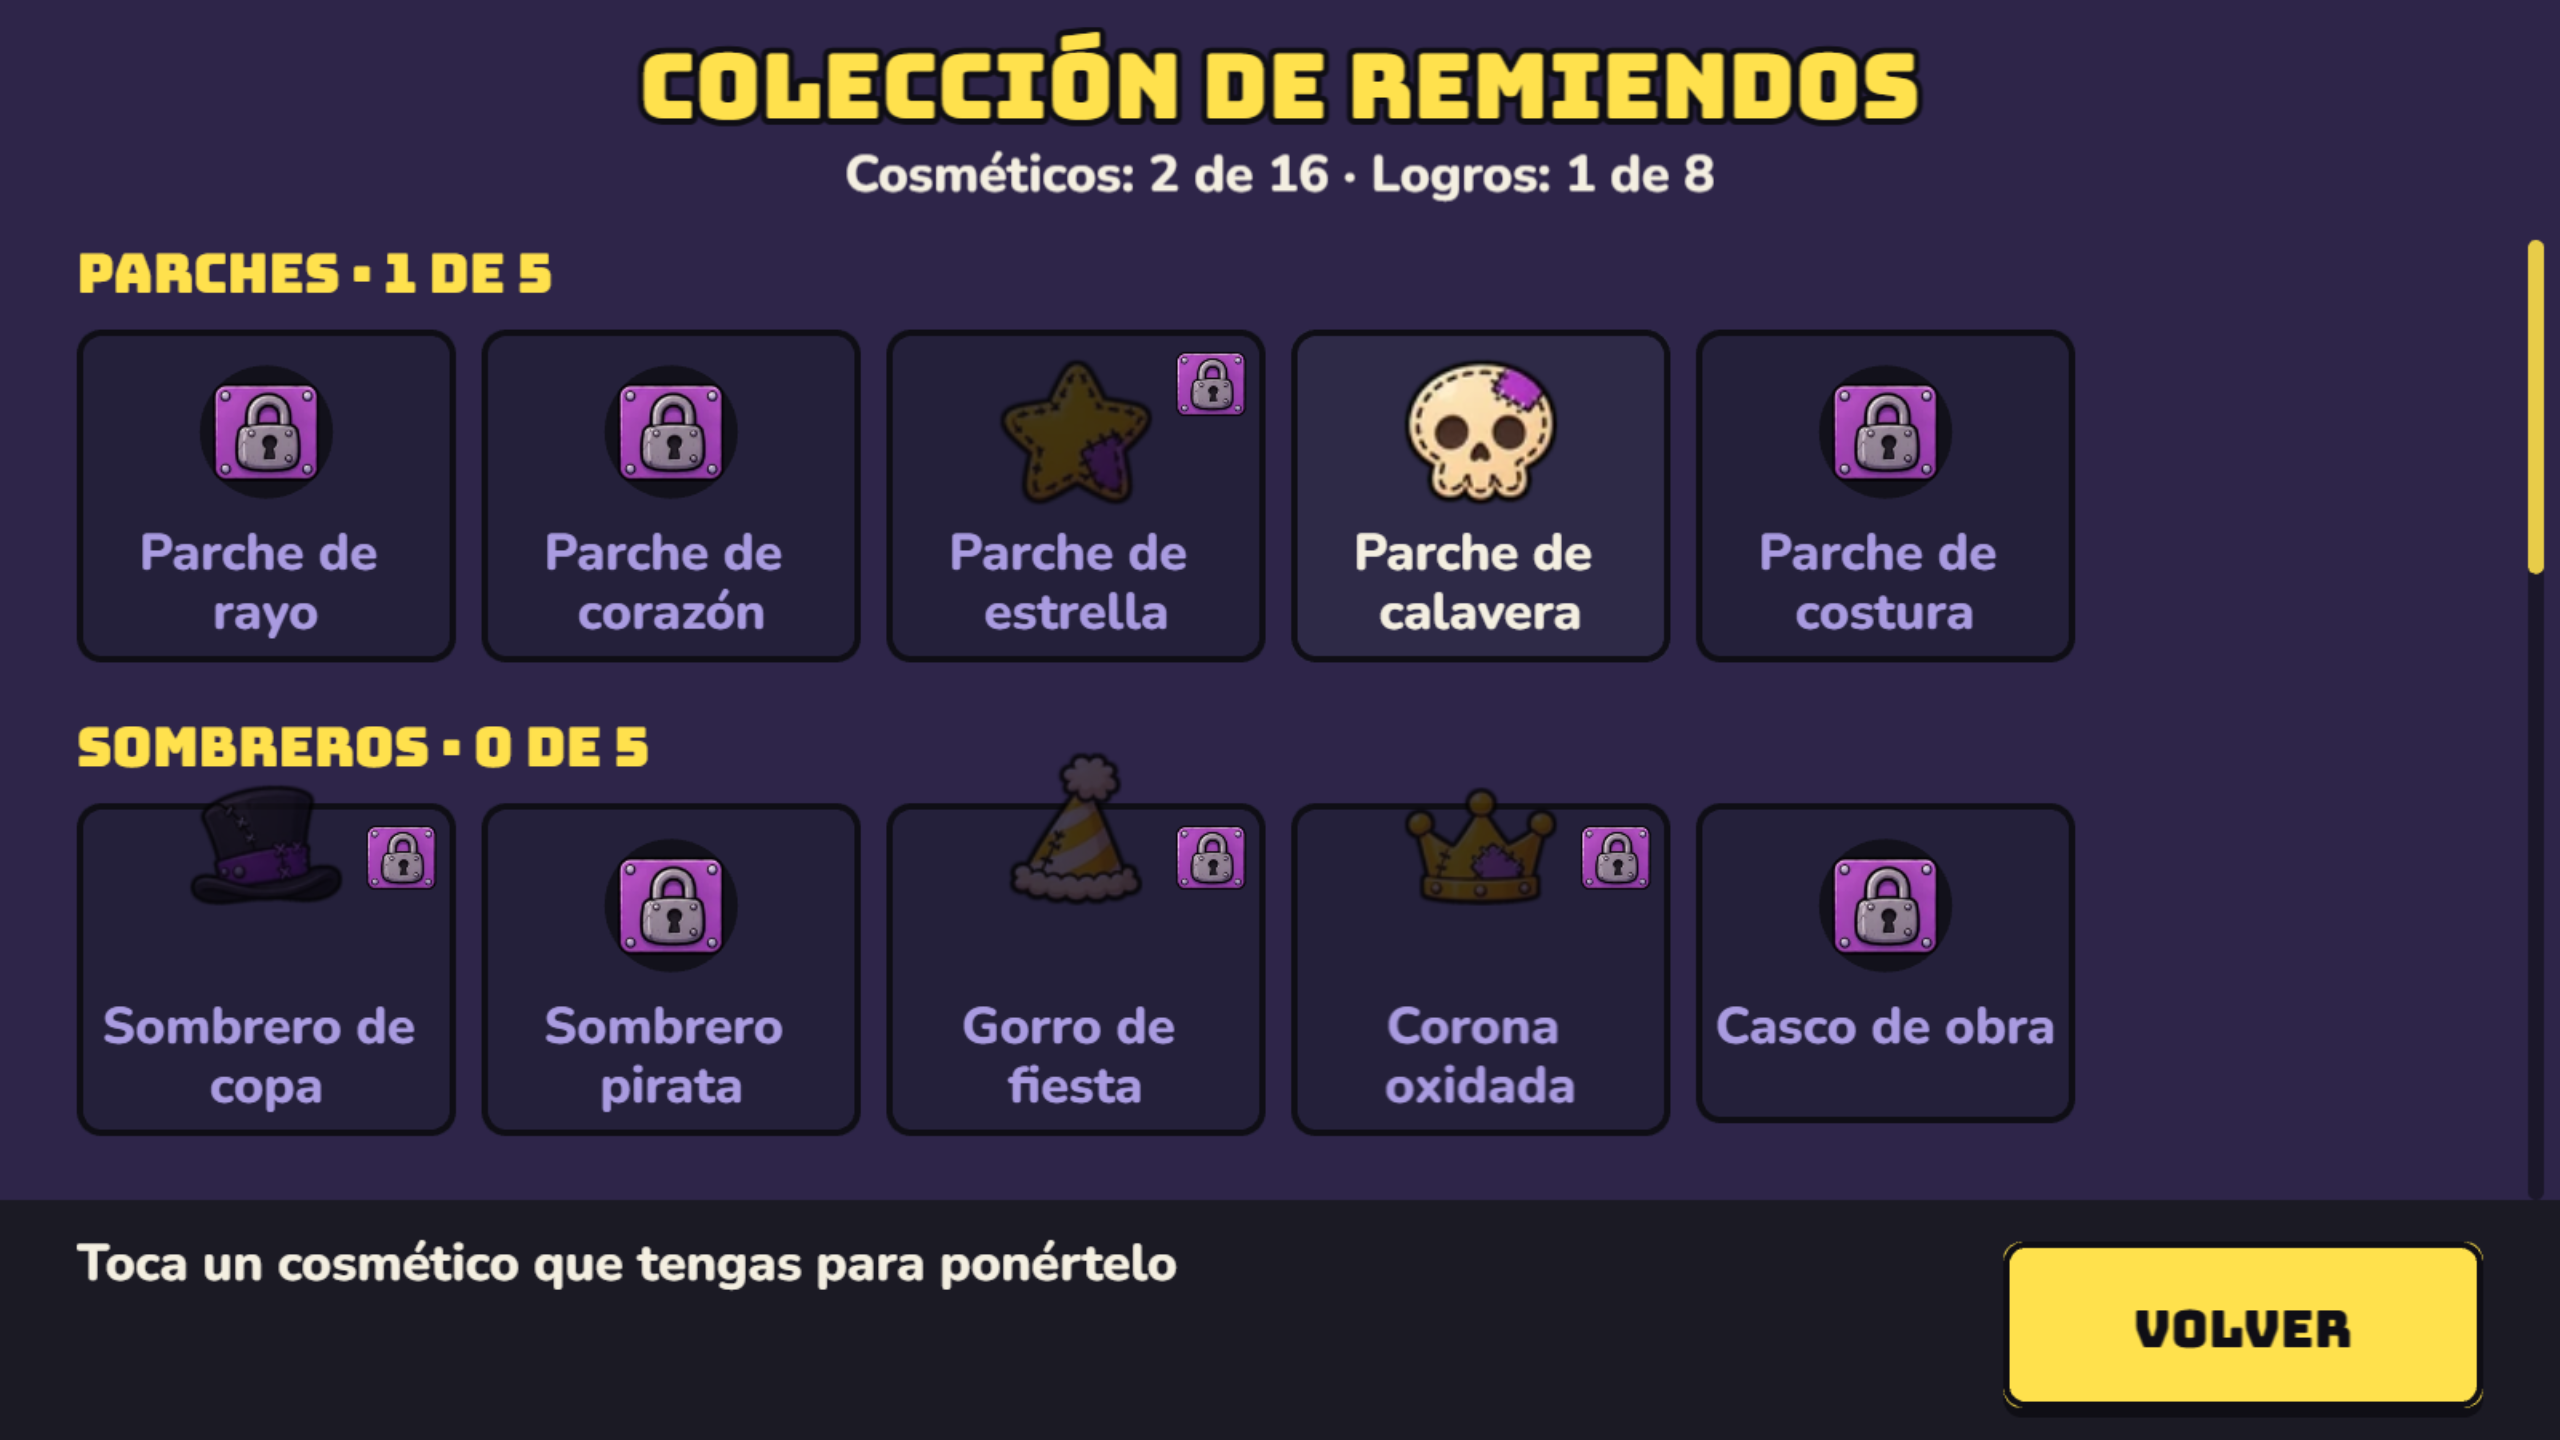 COLECCIÓN DE REMIENDOS
Cosméticos: 2 de 16 · Logros: 1 de 8
PARCHES · 1 DE 5
Parche de
rayo
Parche de
corazón
Parche de
estrella
Parche de
calavera
Parche de
costura
SOMBREROS · 0 DE 5
Sombrero de
copa
Sombrero
pirata
Gorro de
fiesta
Corona
oxidada
Casco de obra
Toca un cosmético que tengas para ponértelo
VOLVER